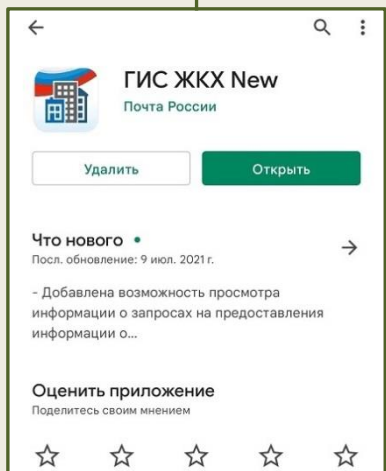 ГИС ЖКХ New
Почта России
Удалить
Открыть
Что нового •
Посл. обновление: 9 июл. 2021 г.
- Добавлена возможность просмотра
информации о запросах на предоставления
информации о...
Оценить приложение
Поделитесь своим мнением